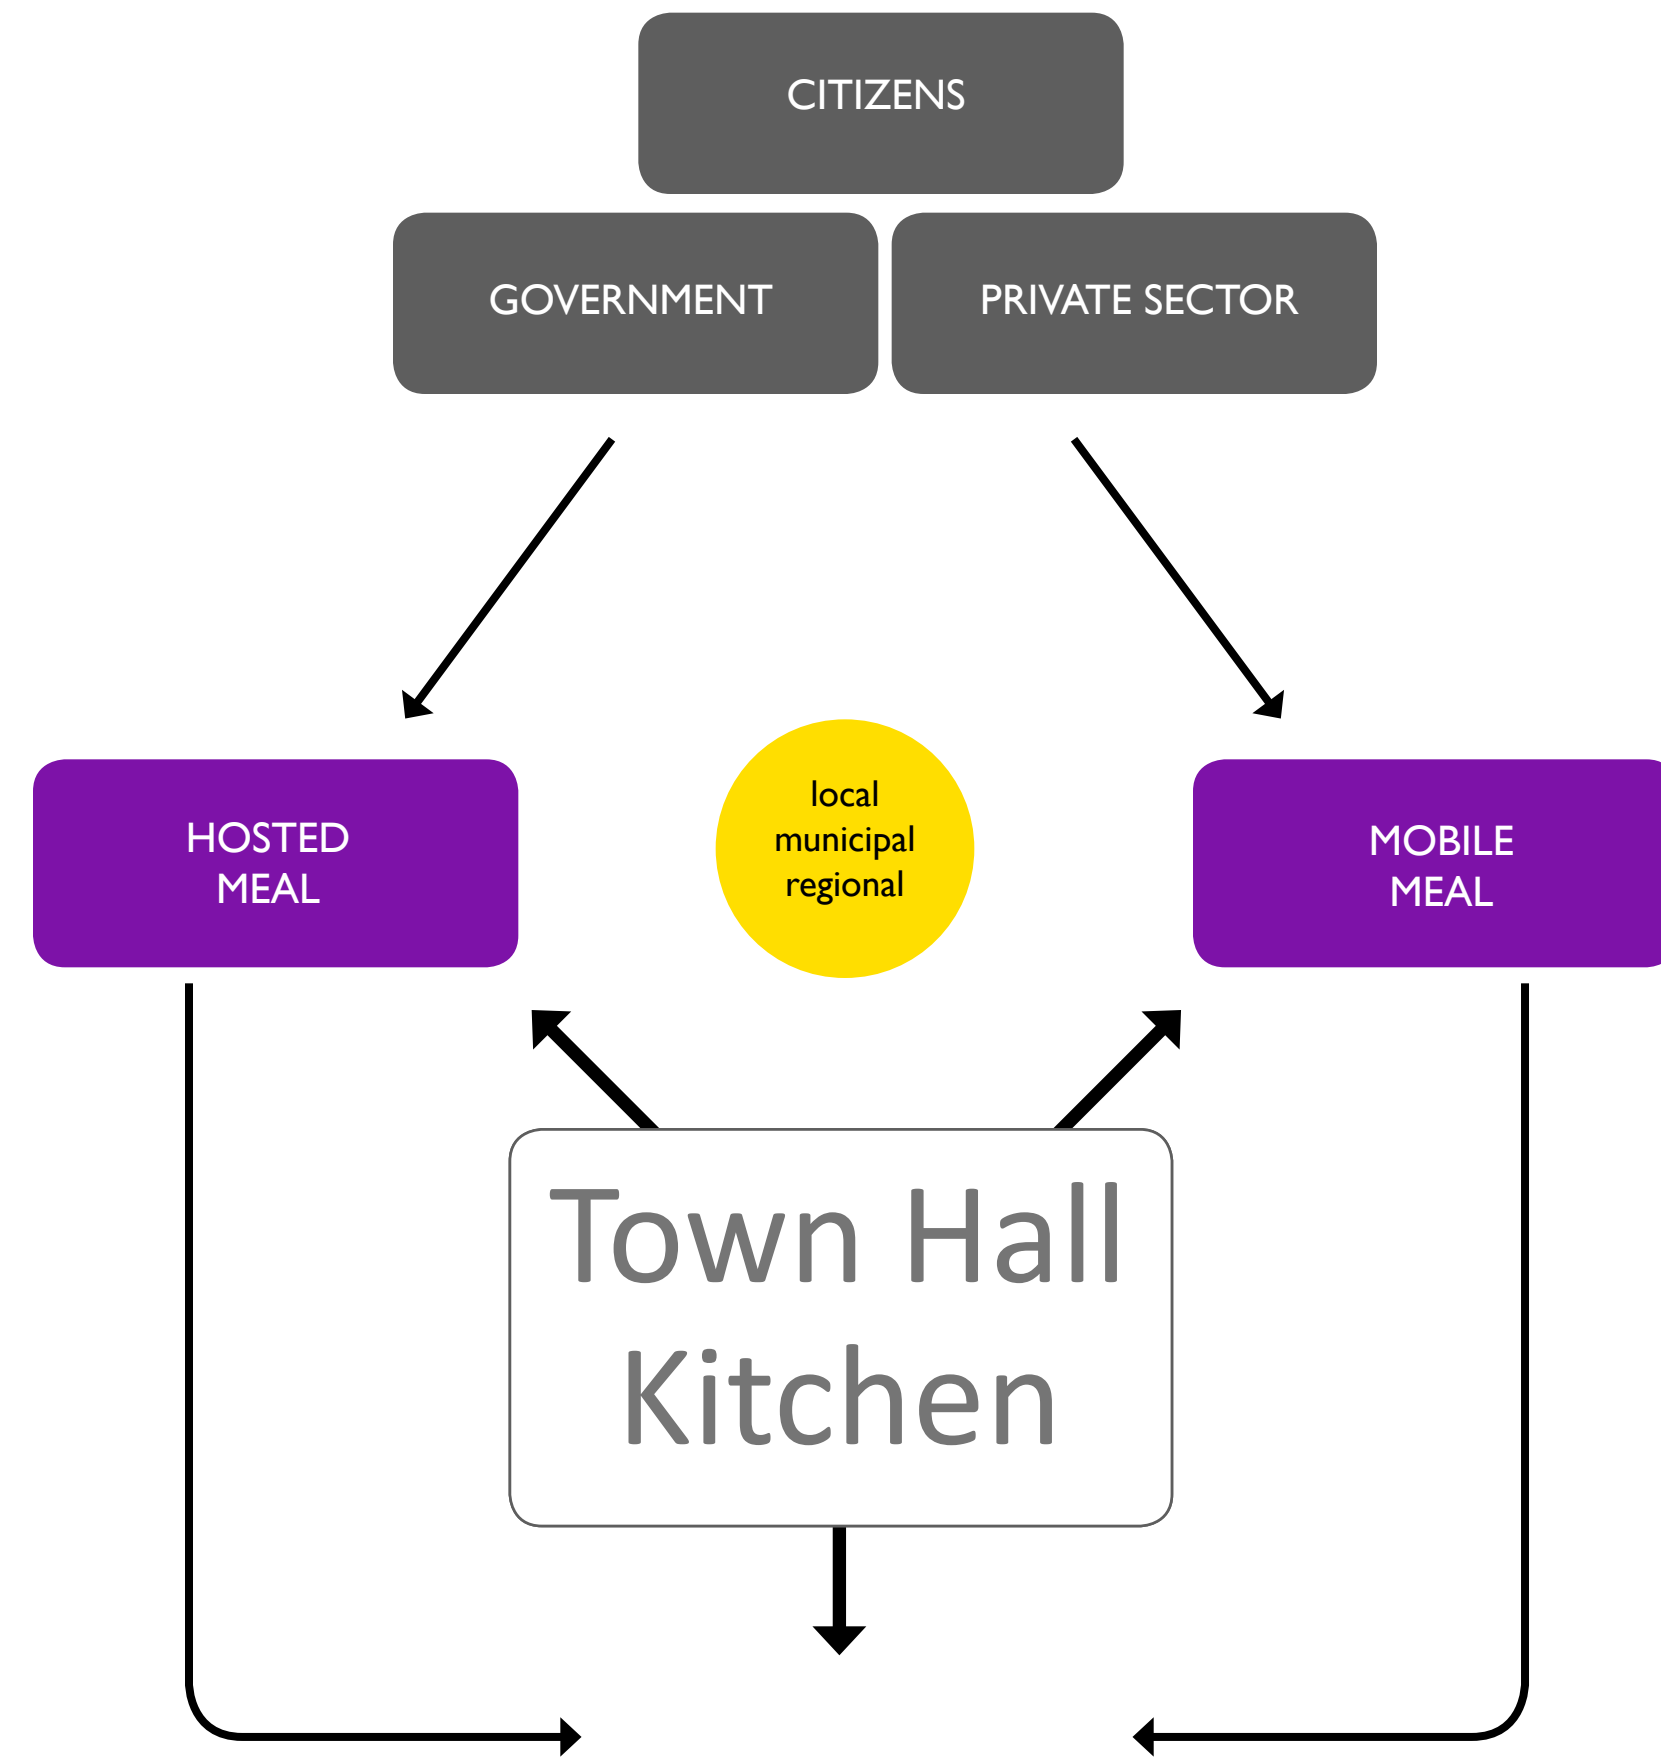 CITIZENS
GOVERNMENT
PRIVATE SECTOR
HOSTED
MEAL
local
municipal
regional
MOBILE
MEAL
Town Hall
Kitchen